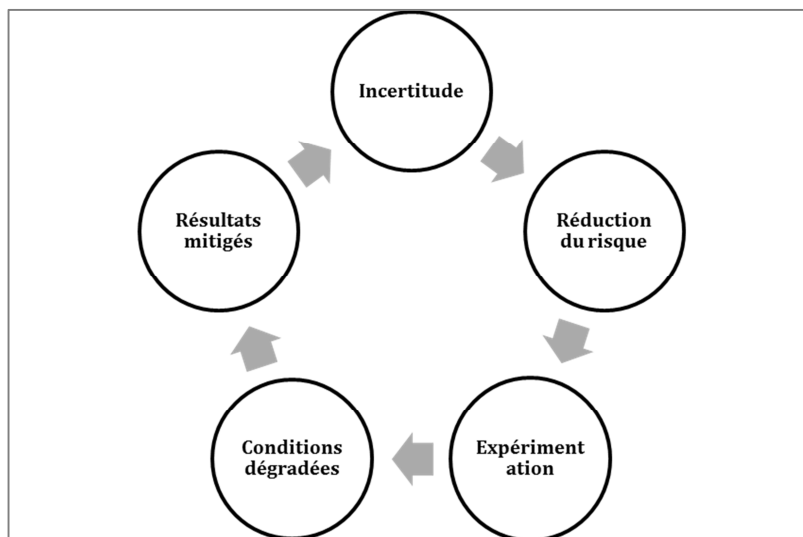 Incertitude
Réduction
du risque
Expériment
ation
Conditions
dégradées
Résultats
mitigés